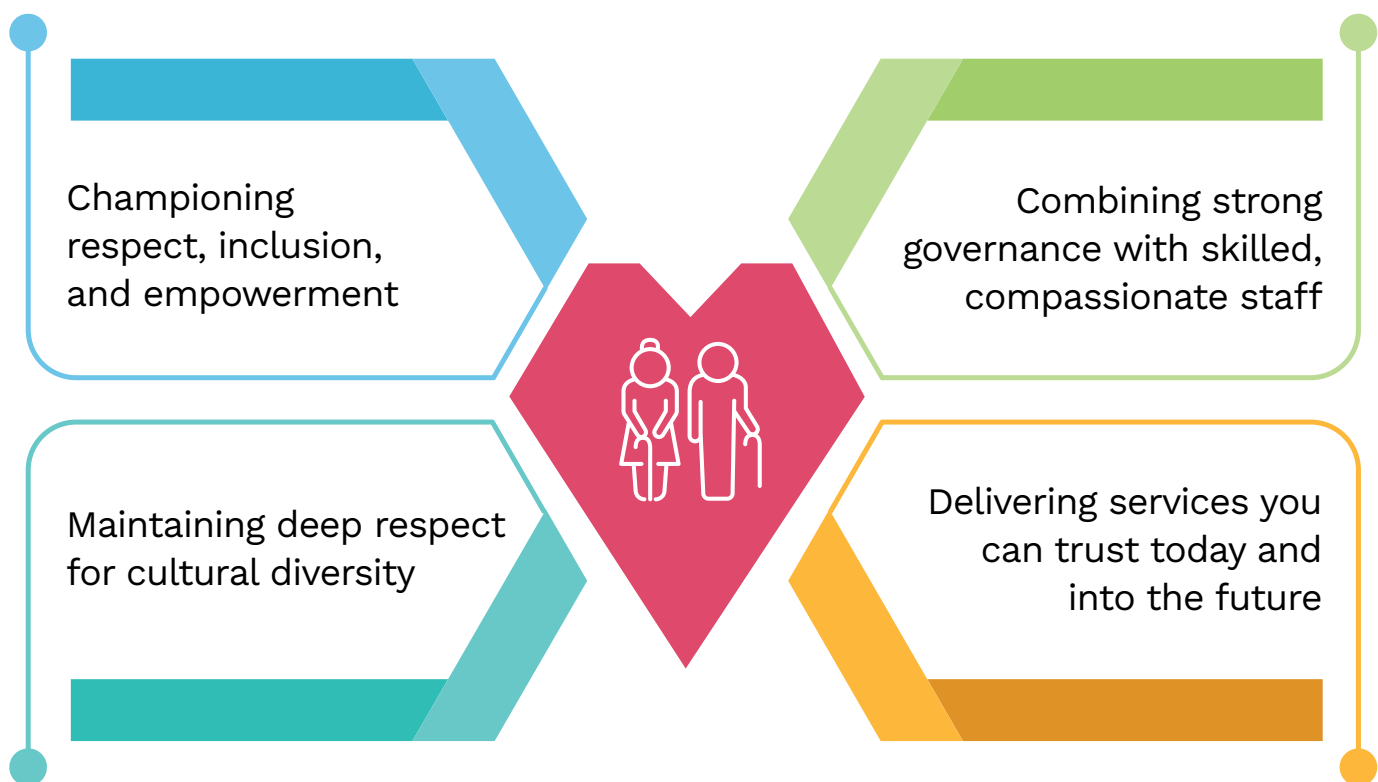 Championing
respect, inclusion,
and empowerment
Combining strong
governance with skilled,
compassionate staff
Maintaining deep respect
for cultural diversity
Delivering services you
can trust today and
into the future